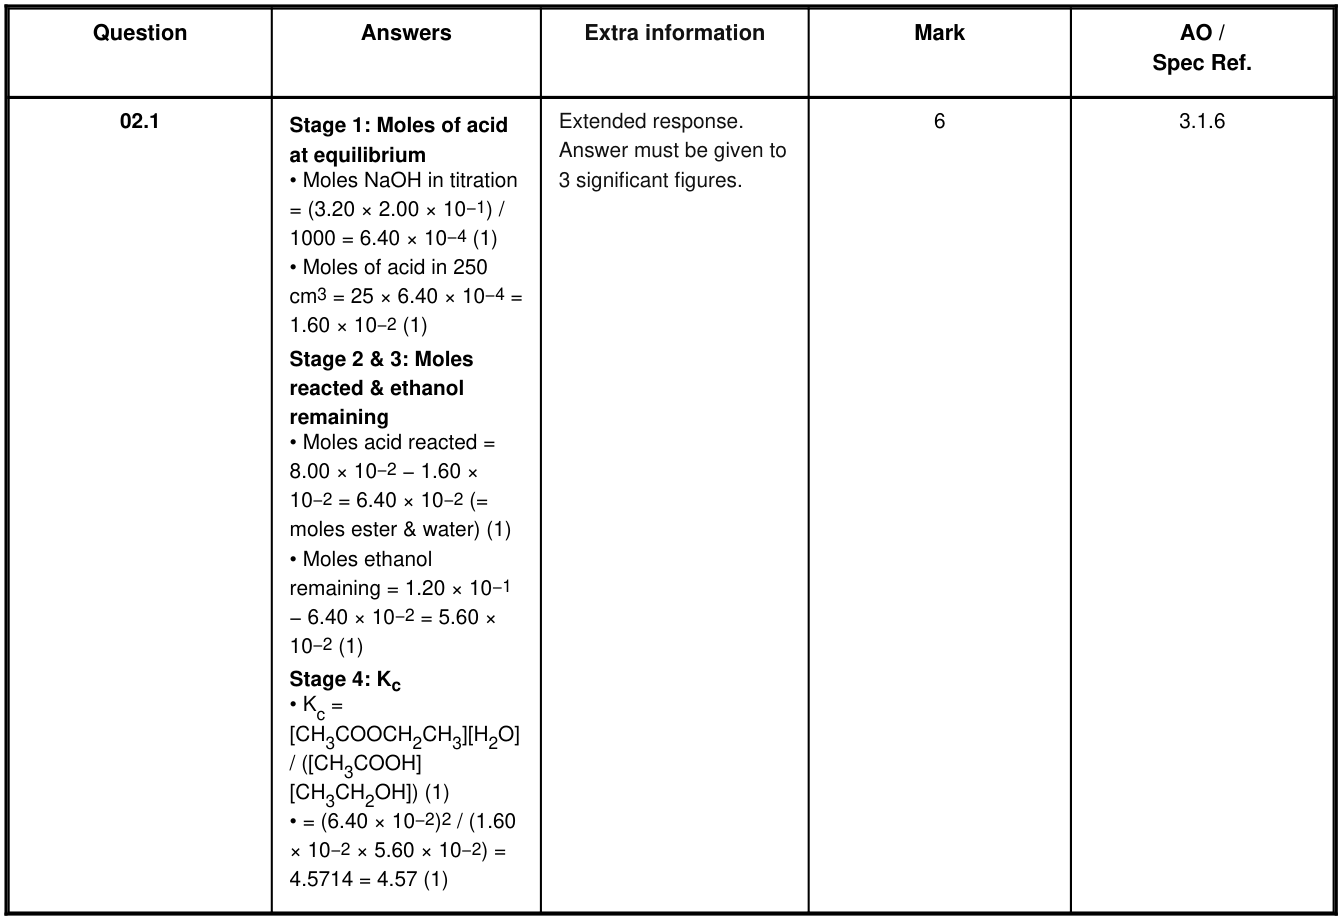 Question
Answers
Extra information
Mark
AO /
Spec Ref.
02.1
Stage 1: Moles of acid
at equilibrium
• Moles NaOH in titration
= (3.20 × 2.00 × 10⁻¹) /
1000 = 6.40 × 10⁻⁴ (1)
• Moles of acid in 250
cm³ = 25 × 6.40 × 10⁻⁴ =
1.60 × 10⁻² (1)
Stage 2 & 3: Moles
reacted & ethanol
remaining
• Moles acid reacted =
8.00 × 10⁻² – 1.60 ×
10⁻² = 6.40 × 10⁻² (=
moles ester & water) (1)
• Moles ethanol
remaining = 1.20 × 10⁻¹
– 6.40 × 10⁻² = 5.60 ×
10⁻² (1)
Stage 4: K_c
• K_c =
[CH₃COOCH₂CH₃][H₂O]
/ ([CH₃COOH]
[CH₃CH₂OH]) (1)
• = (6.40 × 10⁻²)² / (1.60
× 10⁻² × 5.60 × 10⁻²) =
4.5714 = 4.57 (1)
Extended response.
Answer must be given to
3 significant figures.
6
3.1.6